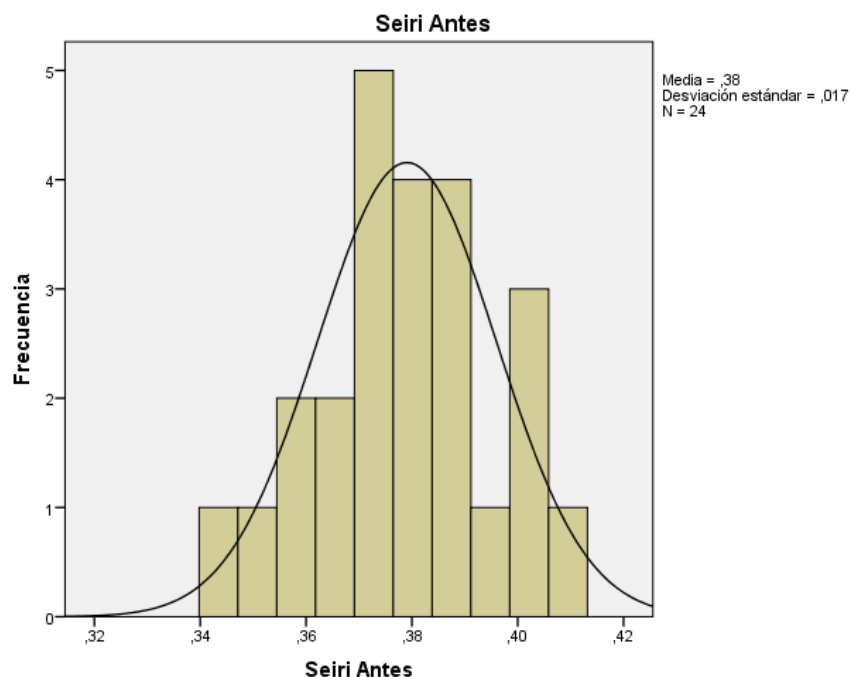 Seiri Antes
Media = ,38
Desviación estándar = ,017
N = 24
Frecuencia
5
4
3
2
1
0
,32 ,34 ,36 ,38 ,40 ,42
Seiri Antes